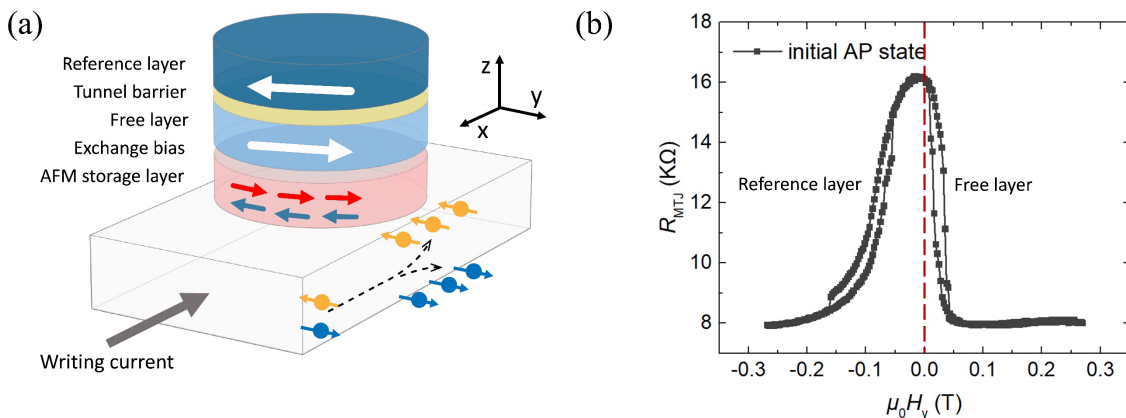 (a)
Reference layer
Tunnel barrier
Free layer
Exchange bias
AFM storage layer
z
y
x
Writing current
(b)
initial AP state
Reference layer
Free layer
R_MTJ (KΩ)
18
16
14
12
10
8
-0.3 -0.2 -0.1 0.0 0.1 0.2 0.3
μ₀H_y (T)